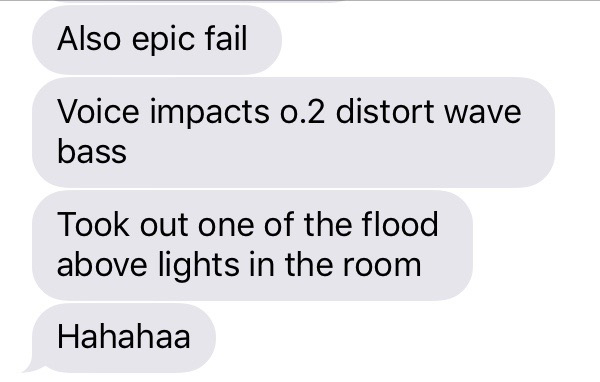 Also epic fail
Voice impacts o.2 distort wave
bass
Took out one of the flood
above lights in the room
Hahahaa